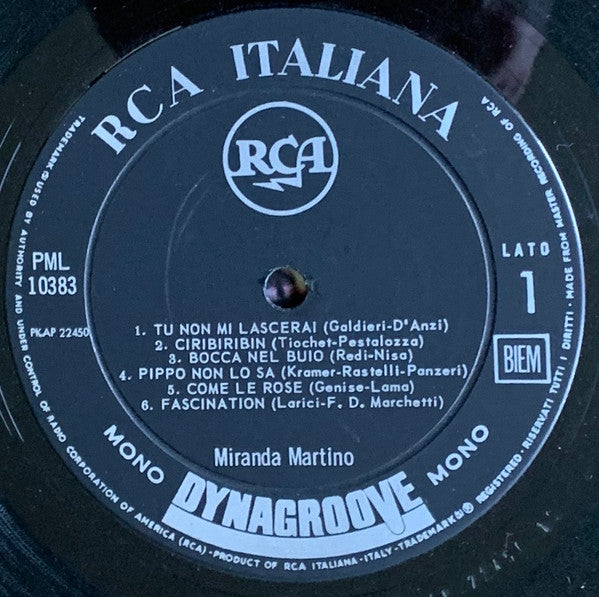 RCA ITALIANA
RCA
PML
10383
PKAP 22450
LATO
1
BIEM
1. TU NON MI LASCERAI (Galdieri-D'Anzi)
2. CIRIBIRIBIN (Tiochet-Pestalozza)
3. BOCCA NEL BUIO (Redi-Nisa)
4. PIPPO NON LO SA (Kramer-Rastelli-Panzeri)
5. COME LE ROSE (Genise-Lama)
6. FASCINATION (Larici-F. D. Marchetti)
Miranda Martino
MONO DYNAGROOVE MONO
TRADEMARK(S) USED BY AUTHORITY AND UNDER CONTROL OF RADIO CORPORATION OF AMERICA (RCA)-PRODUCT OF RCA ITALIANA-ITALY-TRADEMARK(S)® REGISTERED-RISERVATI TUTTI I DIRITTI-MADE FROM MASTER RECORDING OF RCA